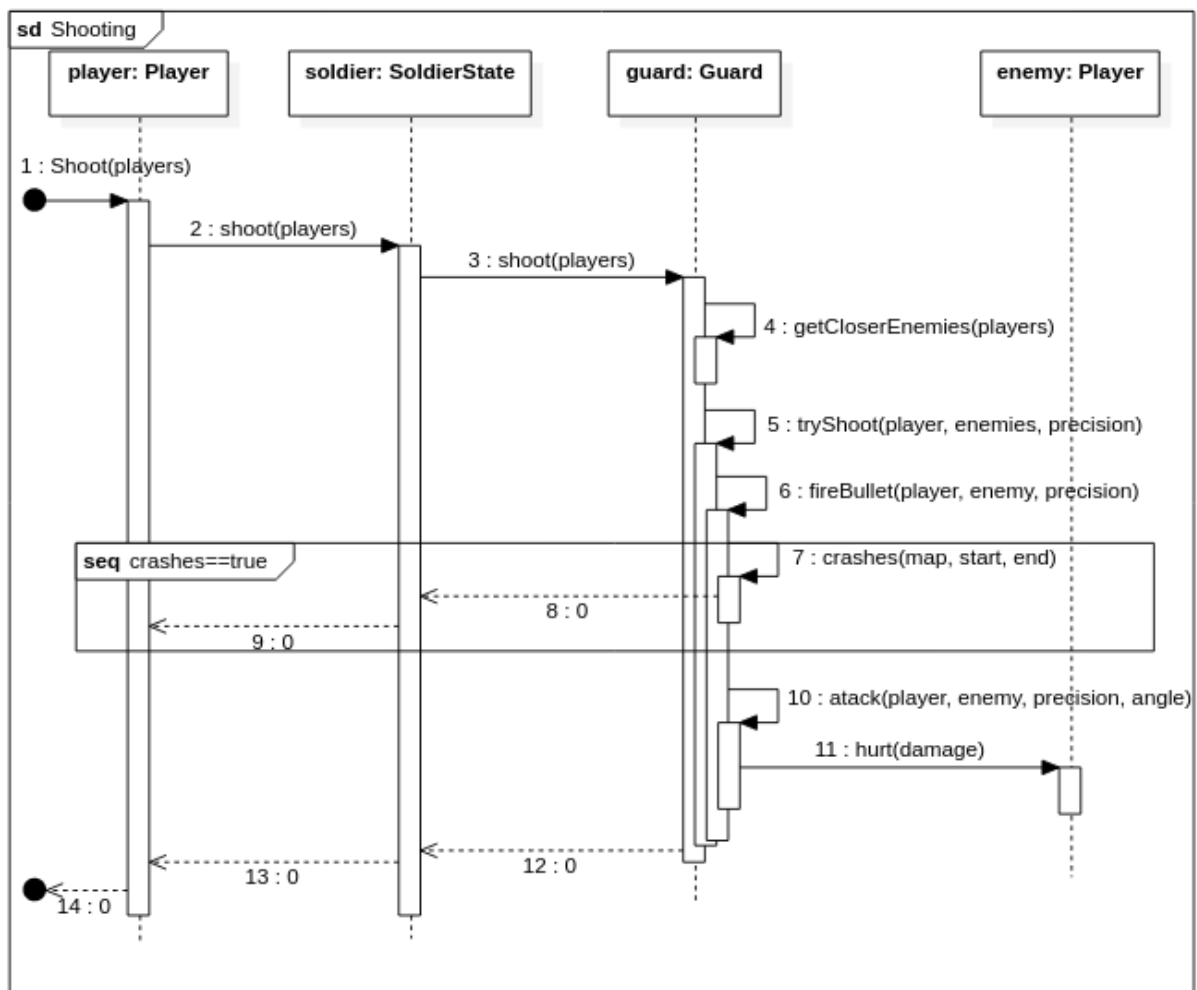 sd Shooting
player: Player
soldier: SoldierState
guard: Guard
enemy: Player
1 : Shoot(players)
2 : shoot(players)
3 : shoot(players)
4 : getCloserEnemies(players)
5 : tryShoot(player, enemies, precision)
6 : fireBullet(player, enemy, precision)
seq crashes==true
7 : crashes(map, start, end)
8 : 0
9 : 0
10 : atack(player, enemy, precision, angle)
11 : hurt(damage)
12 : 0
13 : 0
14 : 0